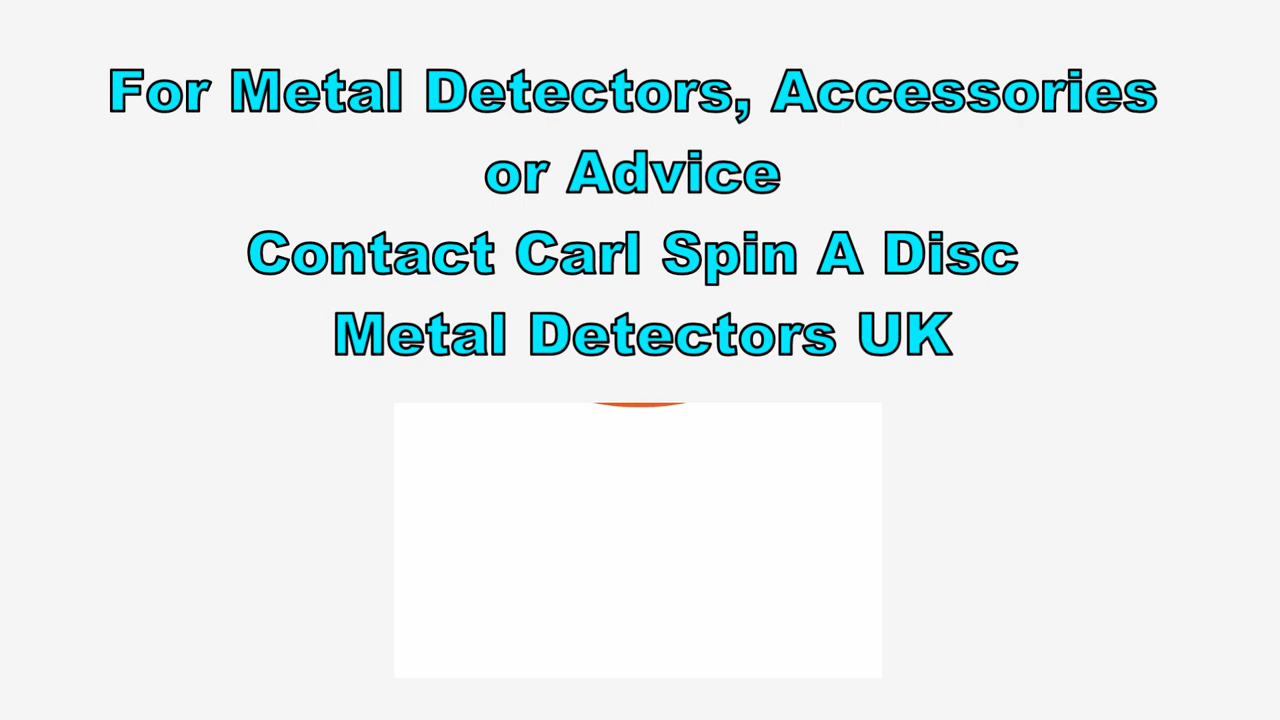 For Metal Detectors, Accessories
or Advice
Contact Carl Spin A Disc
Metal Detectors UK